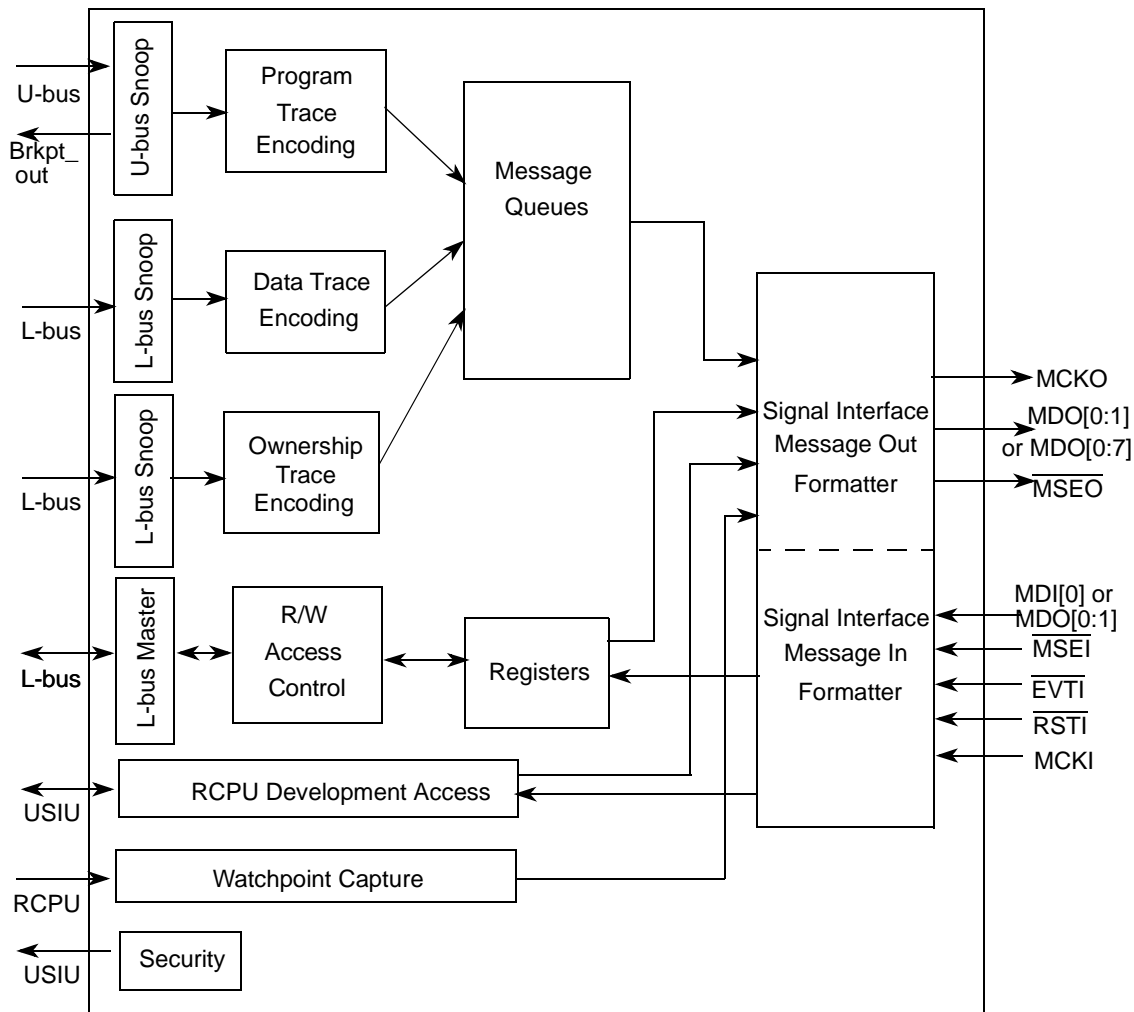 U-bus
Brkpt_
out
U-bus Snoop
Program
Trace
Encoding
Message
Queues
L-bus
L-bus Snoop
Data Trace
Encoding
L-bus
L-bus Snoop
Ownership
Trace
Encoding
L-bus
L-bus Master
R/W
Access
Control
Registers
USIU
RCPU Development Access
RCPU
Watchpoint Capture
USIU
Security
Signal Interface
Message Out
Formatter
Signal Interface
Message In
Formatter
MCKO
MDO[0:1]
or MDO[0:7]
MSEO
MDI[0] or
MDO[0:1]
MSEI
EVTI
RSTI
MCKI